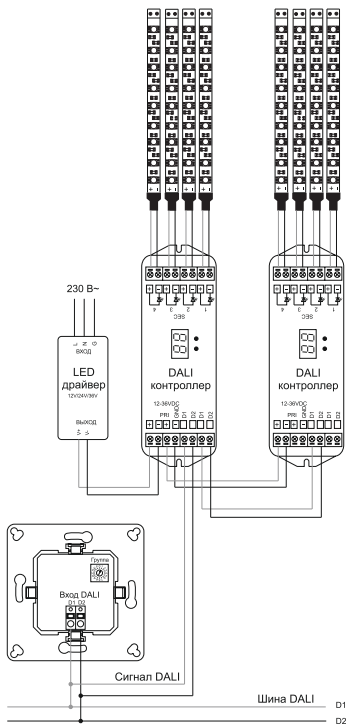 230 В~
L N G
ВХОД
LED
драйвер
12V/24V/36V
ВЫХОД
V+ V-
4 3 2 1
SEC
DALI
контроллер
12-36VDC
PRI GND D1 D2 D1 D2
4 3 2 1
SEC
DALI
контроллер
12-36VDC
PRI GND D1 D2 D1 D2
Группа
Вход DALI
D1 D2
Сигнал DALI
Шина DALI
D1
D2